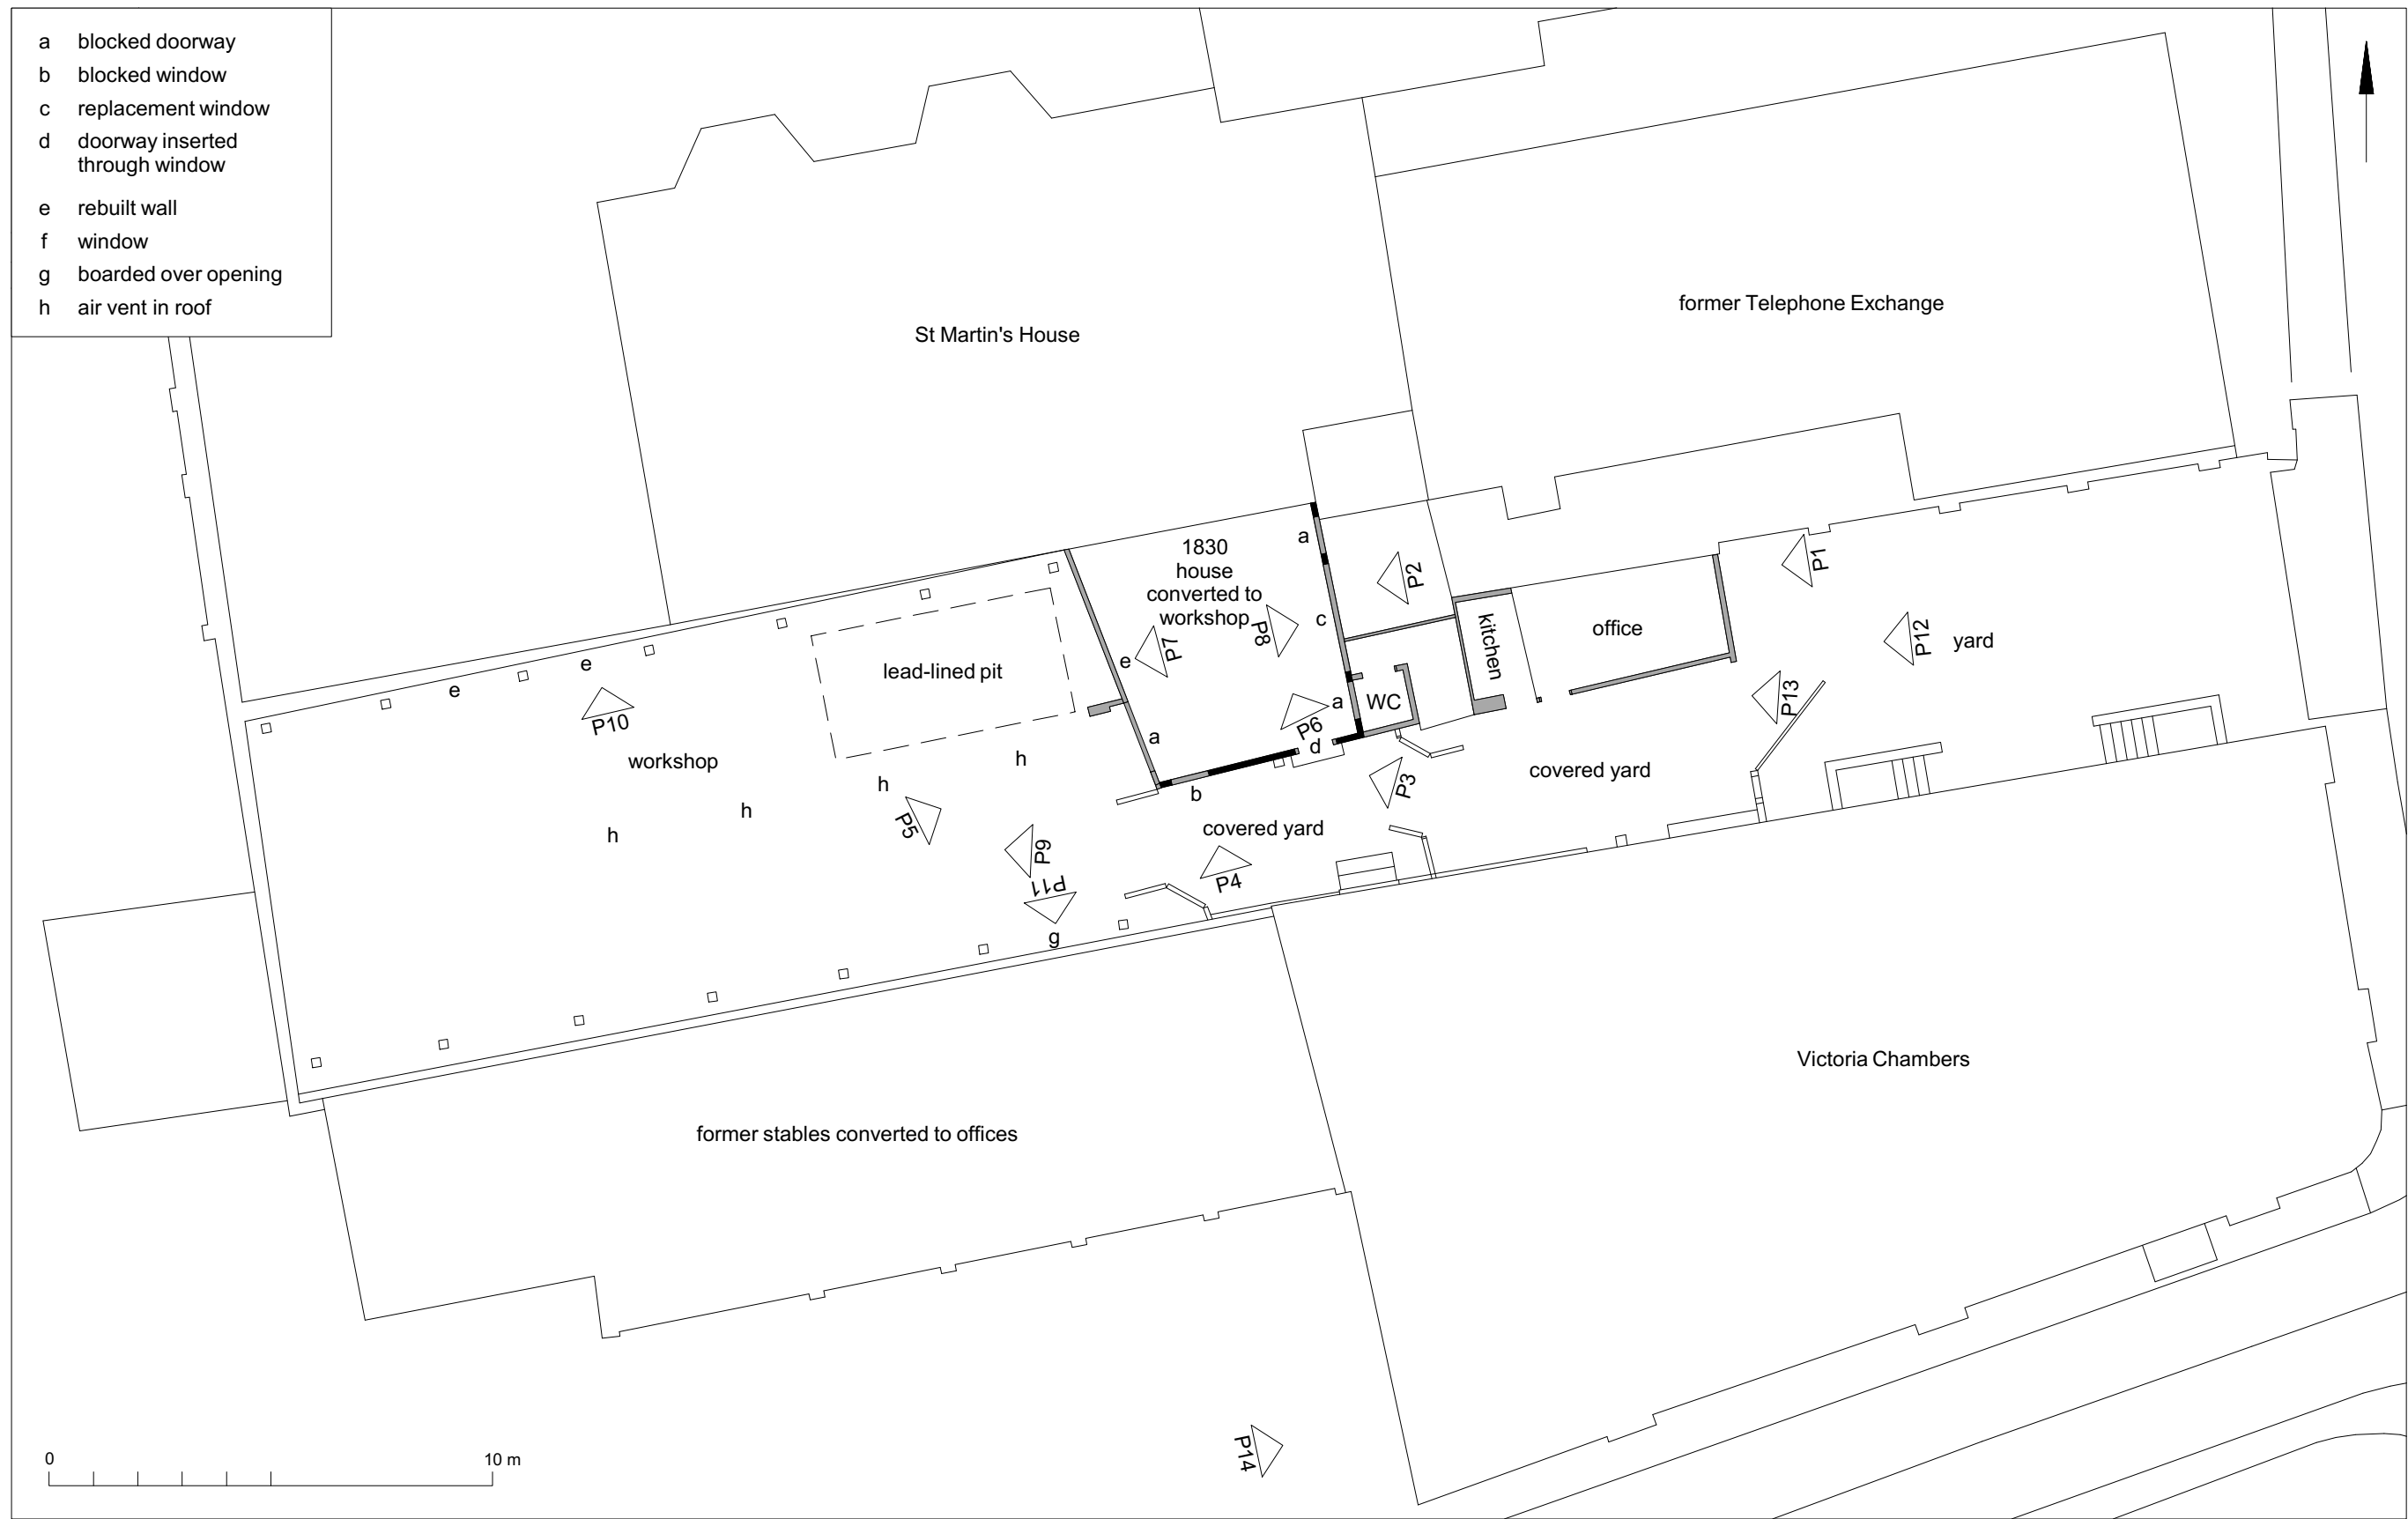 a blocked doorway
b blocked window
c replacement window
d doorway inserted
through window
e rebuilt wall
f window
g boarded over opening
h air vent in roof
St Martin's House
former Telephone Exchange
1830
house
converted to
workshop
a
P2
P1
P12
yard
P8
c
P7
e
kitchen
office
lead-lined pit
e
e
P10
workshop
a
WC
P6
d
a
P13
h
h
h
h
b
P3
covered yard
covered yard
P5
P9
P11
P4
g
Victoria Chambers
former stables converted to offices
P14
0
10 m